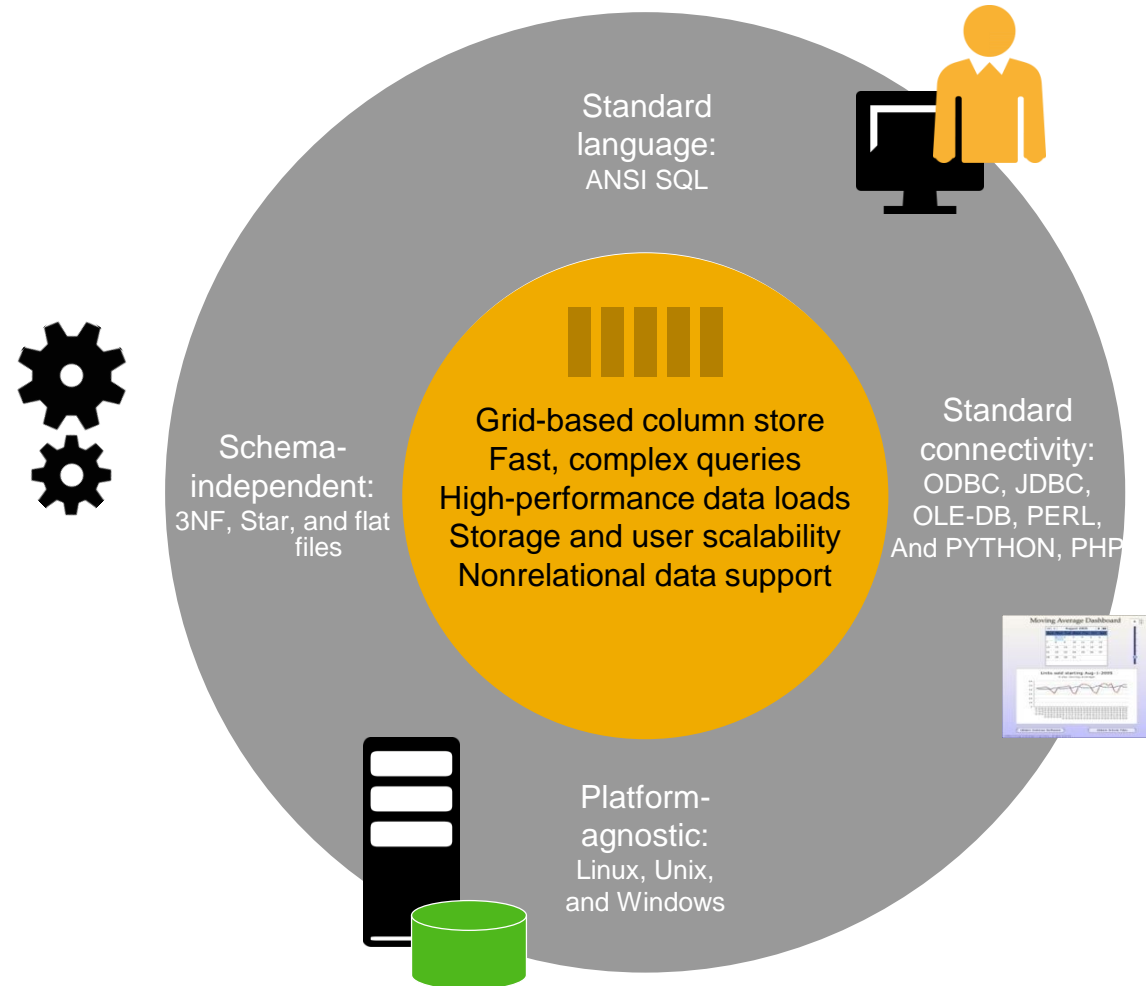 Standard
language:
ANSI SQL
Schema-
independent:
3NF, Star, and flat
files
Grid-based column store
Fast, complex queries
High-performance data loads
Storage and user scalability
Nonrelational data support
Standard
connectivity:
ODBC, JDBC,
OLE-DB, PERL,
And PYTHON, PHP
Moving Average Dashboard
Platform-
agnostic:
Linux, Unix,
and Windows